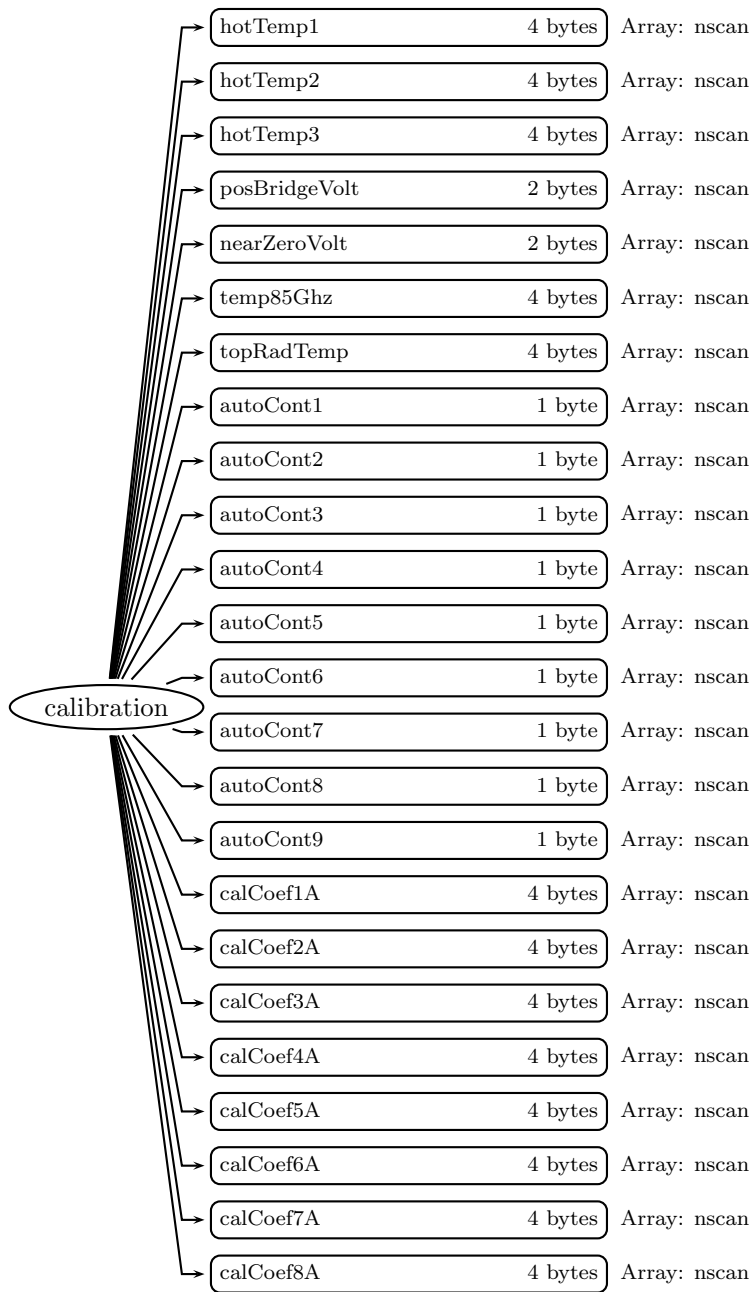 hotTemp1 4 bytes Array: nscan
hotTemp2 4 bytes Array: nscan
hotTemp3 4 bytes Array: nscan
posBridgeVolt 2 bytes Array: nscan
nearZeroVolt 2 bytes Array: nscan
temp85Ghz 4 bytes Array: nscan
topRadTemp 4 bytes Array: nscan
autoCont1 1 byte Array: nscan
autoCont2 1 byte Array: nscan
autoCont3 1 byte Array: nscan
autoCont4 1 byte Array: nscan
autoCont5 1 byte Array: nscan
autoCont6 1 byte Array: nscan
calibration
autoCont7 1 byte Array: nscan
autoCont8 1 byte Array: nscan
autoCont9 1 byte Array: nscan
calCoef1A 4 bytes Array: nscan
calCoef2A 4 bytes Array: nscan
calCoef3A 4 bytes Array: nscan
calCoef4A 4 bytes Array: nscan
calCoef5A 4 bytes Array: nscan
calCoef6A 4 bytes Array: nscan
calCoef7A 4 bytes Array: nscan
calCoef8A 4 bytes Array: nscan